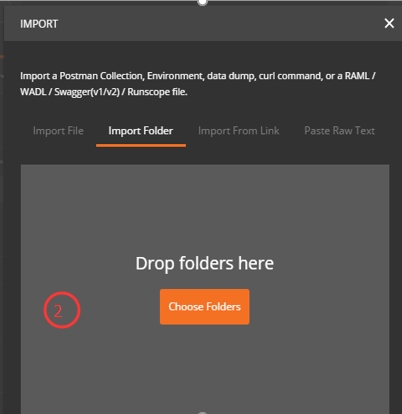 IMPORT
Import a Postman Collection, Environment, data dump, curl command, or a RAML /
WADL / Swagger(v1/v2) / Runscope file.
Import File Import Folder Import From Link Paste Raw Text
Drop folders here
Choose Folders
2